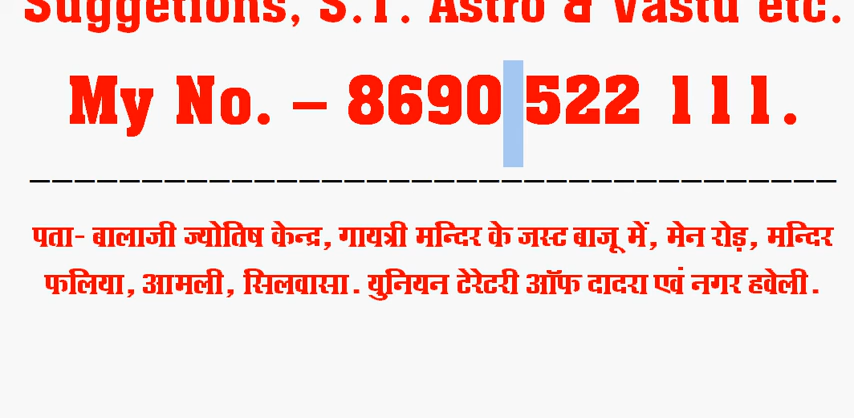 Suggetions, S.T. Astro & Vastu etc.
My No. – 8690 522 111.
पता- बालाजी ज्योतिष केन्द्र, गायत्री मन्दिर के जस्ट बाजू में, मेन रोड़, मन्दिर
फलिया, आमली, सिलवासा. युनियन टेरेटरी ऑफ दादरा एवं नगर हवेली.